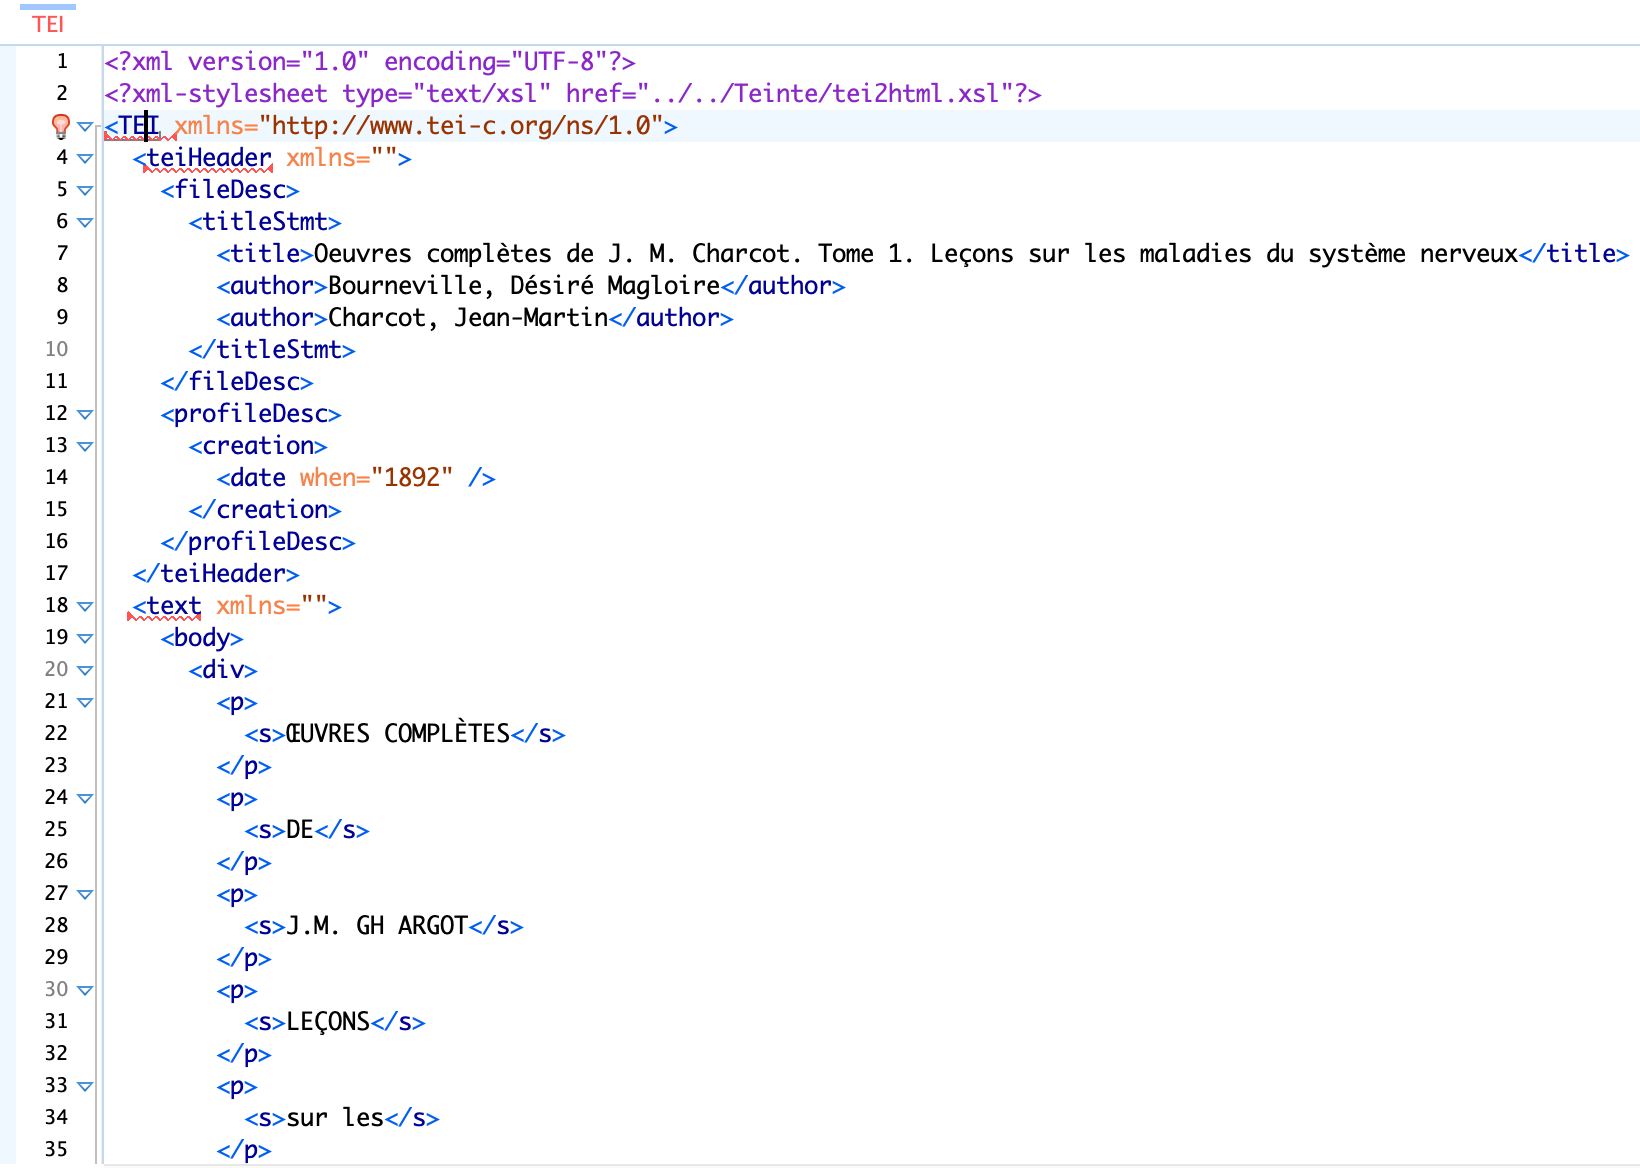 TEI
1 <?xml version="1.0" encoding="UTF-8"?>
2 <?xml-stylesheet type="text/xsl" href="../../Teinte/tei2html.xsl"?>
<TEI xmlns="http://www.tei-c.org/ns/1.0">
4 <teiHeader xmlns="">
5 <fileDesc>
6 <titleStmt>
7 <title>Oeuvres complètes de J. M. Charcot. Tome 1. Leçons sur les maladies du système nerveux</title>
8 <author>Bourneville, Désiré Magloire</author>
9 <author>Charcot, Jean-Martin</author>
10 </titleStmt>
11 </fileDesc>
12 <profileDesc>
13 <creation>
14 <date when="1892" />
15 </creation>
16 </profileDesc>
17 </teiHeader>
18 <text xmlns="">
19 <body>
20 <div>
21 <p>
22 <s>ŒUVRES COMPLÈTES</s>
23 </p>
24 <p>
25 <s>DE</s>
26 </p>
27 <p>
28 <s>J.M. GH ARGOT</s>
29 </p>
30 <p>
31 <s>LEÇONS</s>
32 </p>
33 <p>
34 <s>sur les</s>
35 </p>